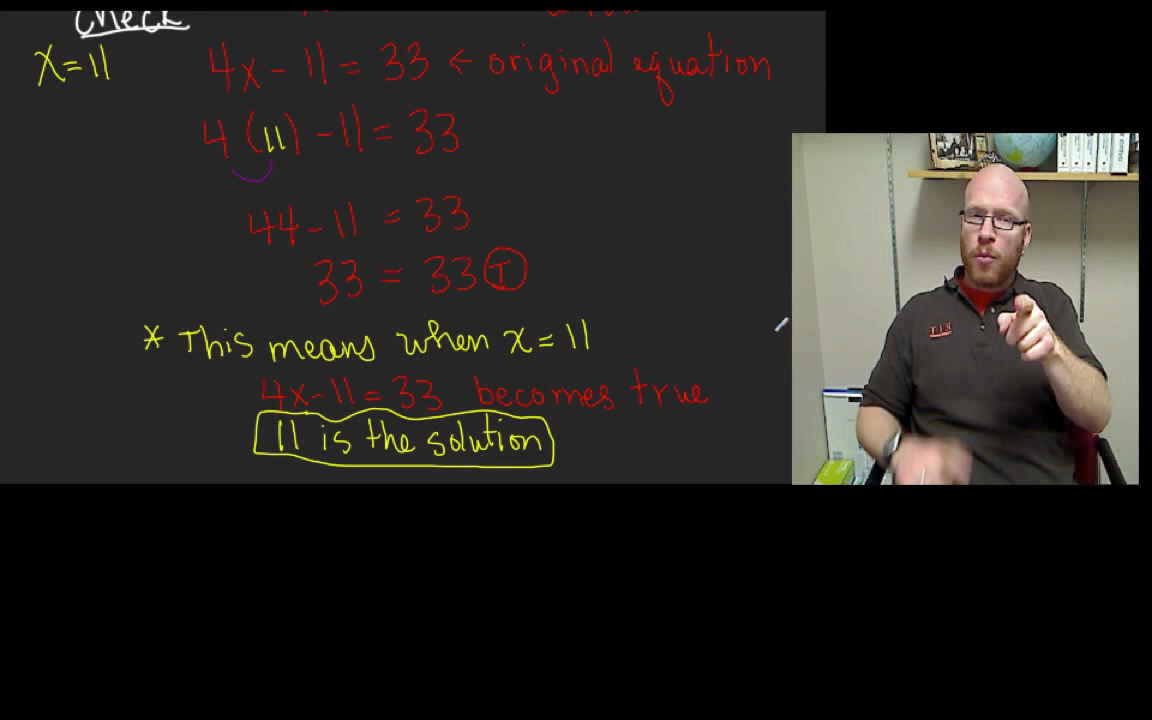 Check
x=11
4x-11=33 ← original equation
4(11)-11=33
44-11=33
33=33 T
* This means when x=11
4x-11=33 becomes true
11 is the solution